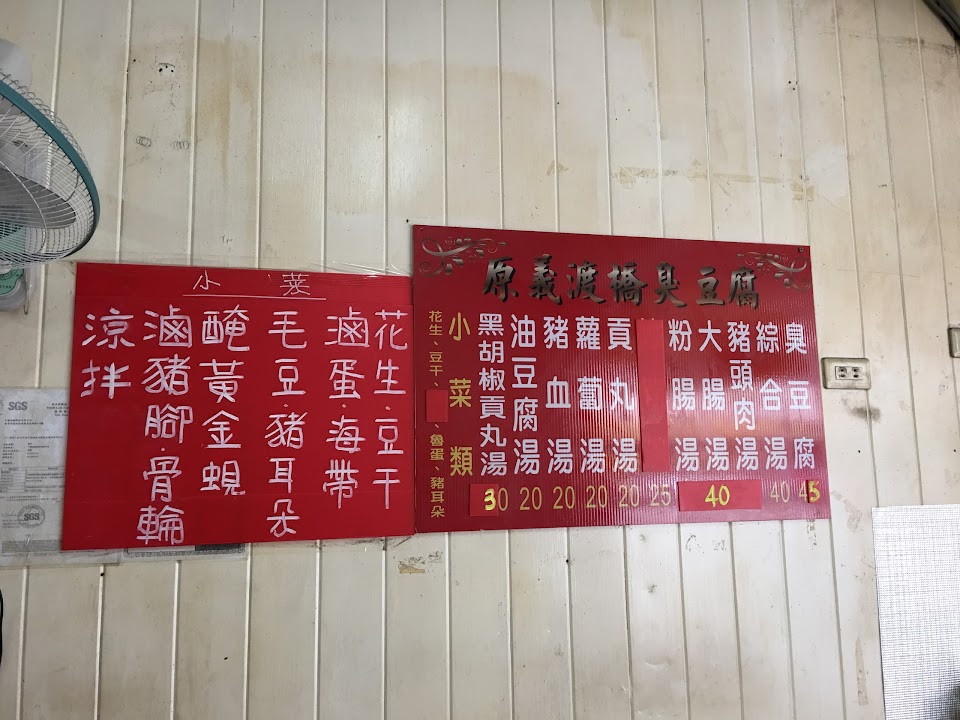 小菜
花生.豆干
滷蛋.海帶
毛豆.豬耳朵
醃黃金蜆
滷豬腳.骨輪
涼拌
原義渡橋臭豆腐
臭豆腐 45
綜合湯 40
豬頭肉湯
大腸湯
粉腸湯
40
25
貢丸湯 20
蘿蔔湯 20
豬血湯 20
油豆腐湯 20
黑胡椒貢丸湯 30
小菜類
花生、豆干、、魯蛋、豬耳朵
SGS
SGS